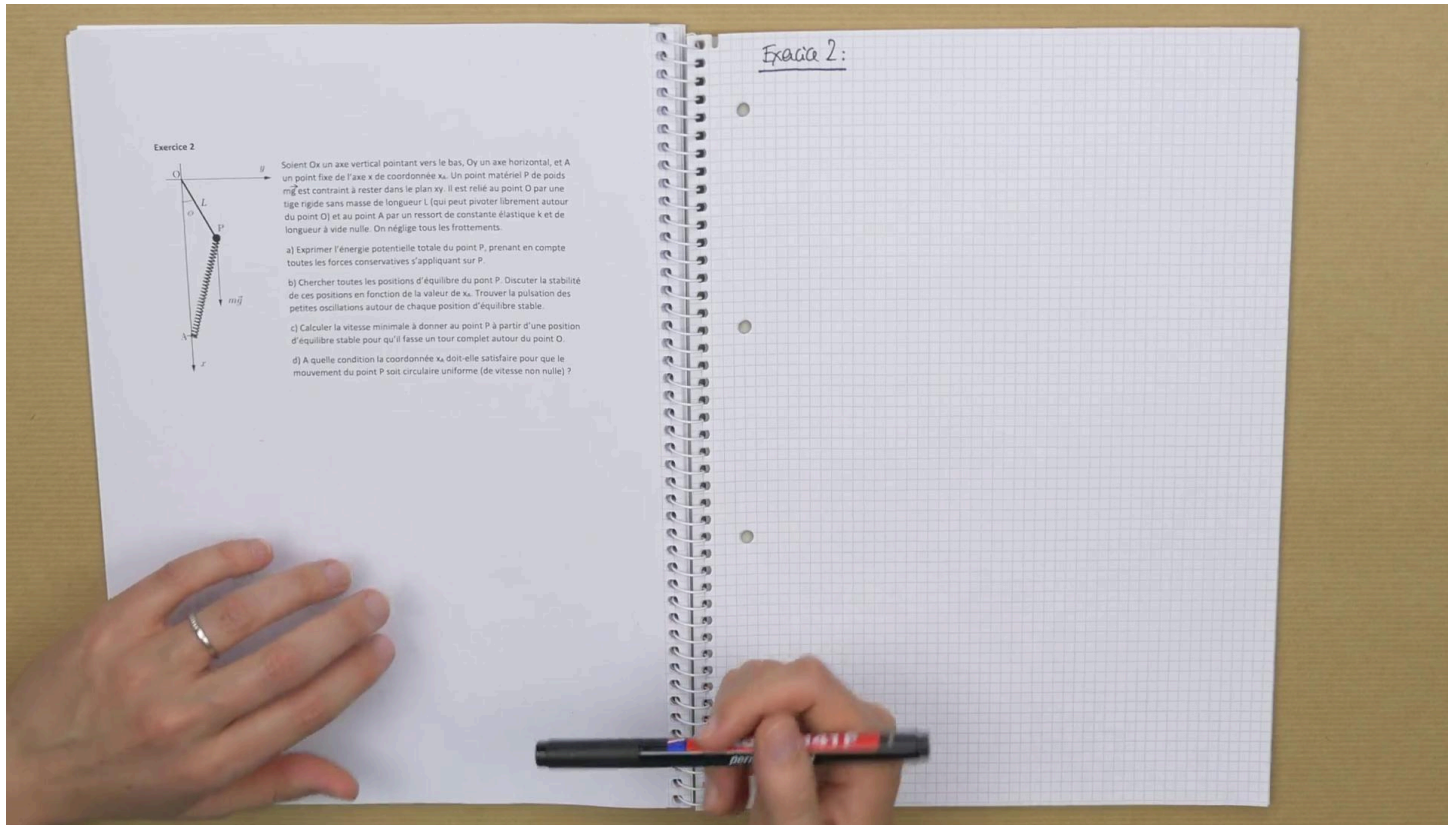 Exercice 2:
Exercice 2
O
y
L
P
mg
A
x
Soient Ox un axe vertical pointant vers le bas, Oy un axe horizontal, et A
un point fixe de l'axe x de coordonnée xₐ. Un point matériel P de poids
mg⃗ est contraint à rester dans le plan xy. Il est relié au point O par une
tige rigide sans masse de longueur L (qui peut pivoter librement autour
du point O) et au point A par un ressort de constante élastique k et de
longueur à vide nulle. On néglige tous les frottements.
a) Exprimer l'énergie potentielle totale du point P, prenant en compte
toutes les forces conservatives s'appliquant sur P.
b) Chercher toutes les positions d'équilibre du pont P. Discuter la stabilité
de ces positions en fonction de la valeur de xₐ. Trouver la pulsation des
petites oscillations autour de chaque position d'équilibre stable.
c) Calculer la vitesse minimale à donner au point P à partir d'une position
d'équilibre stable pour qu'il fasse un tour complet autour du point O.
d) A quelle condition la coordonnée xₐ doit-elle satisfaire pour que le
mouvement du point P soit circulaire uniforme (de vitesse non nulle) ?